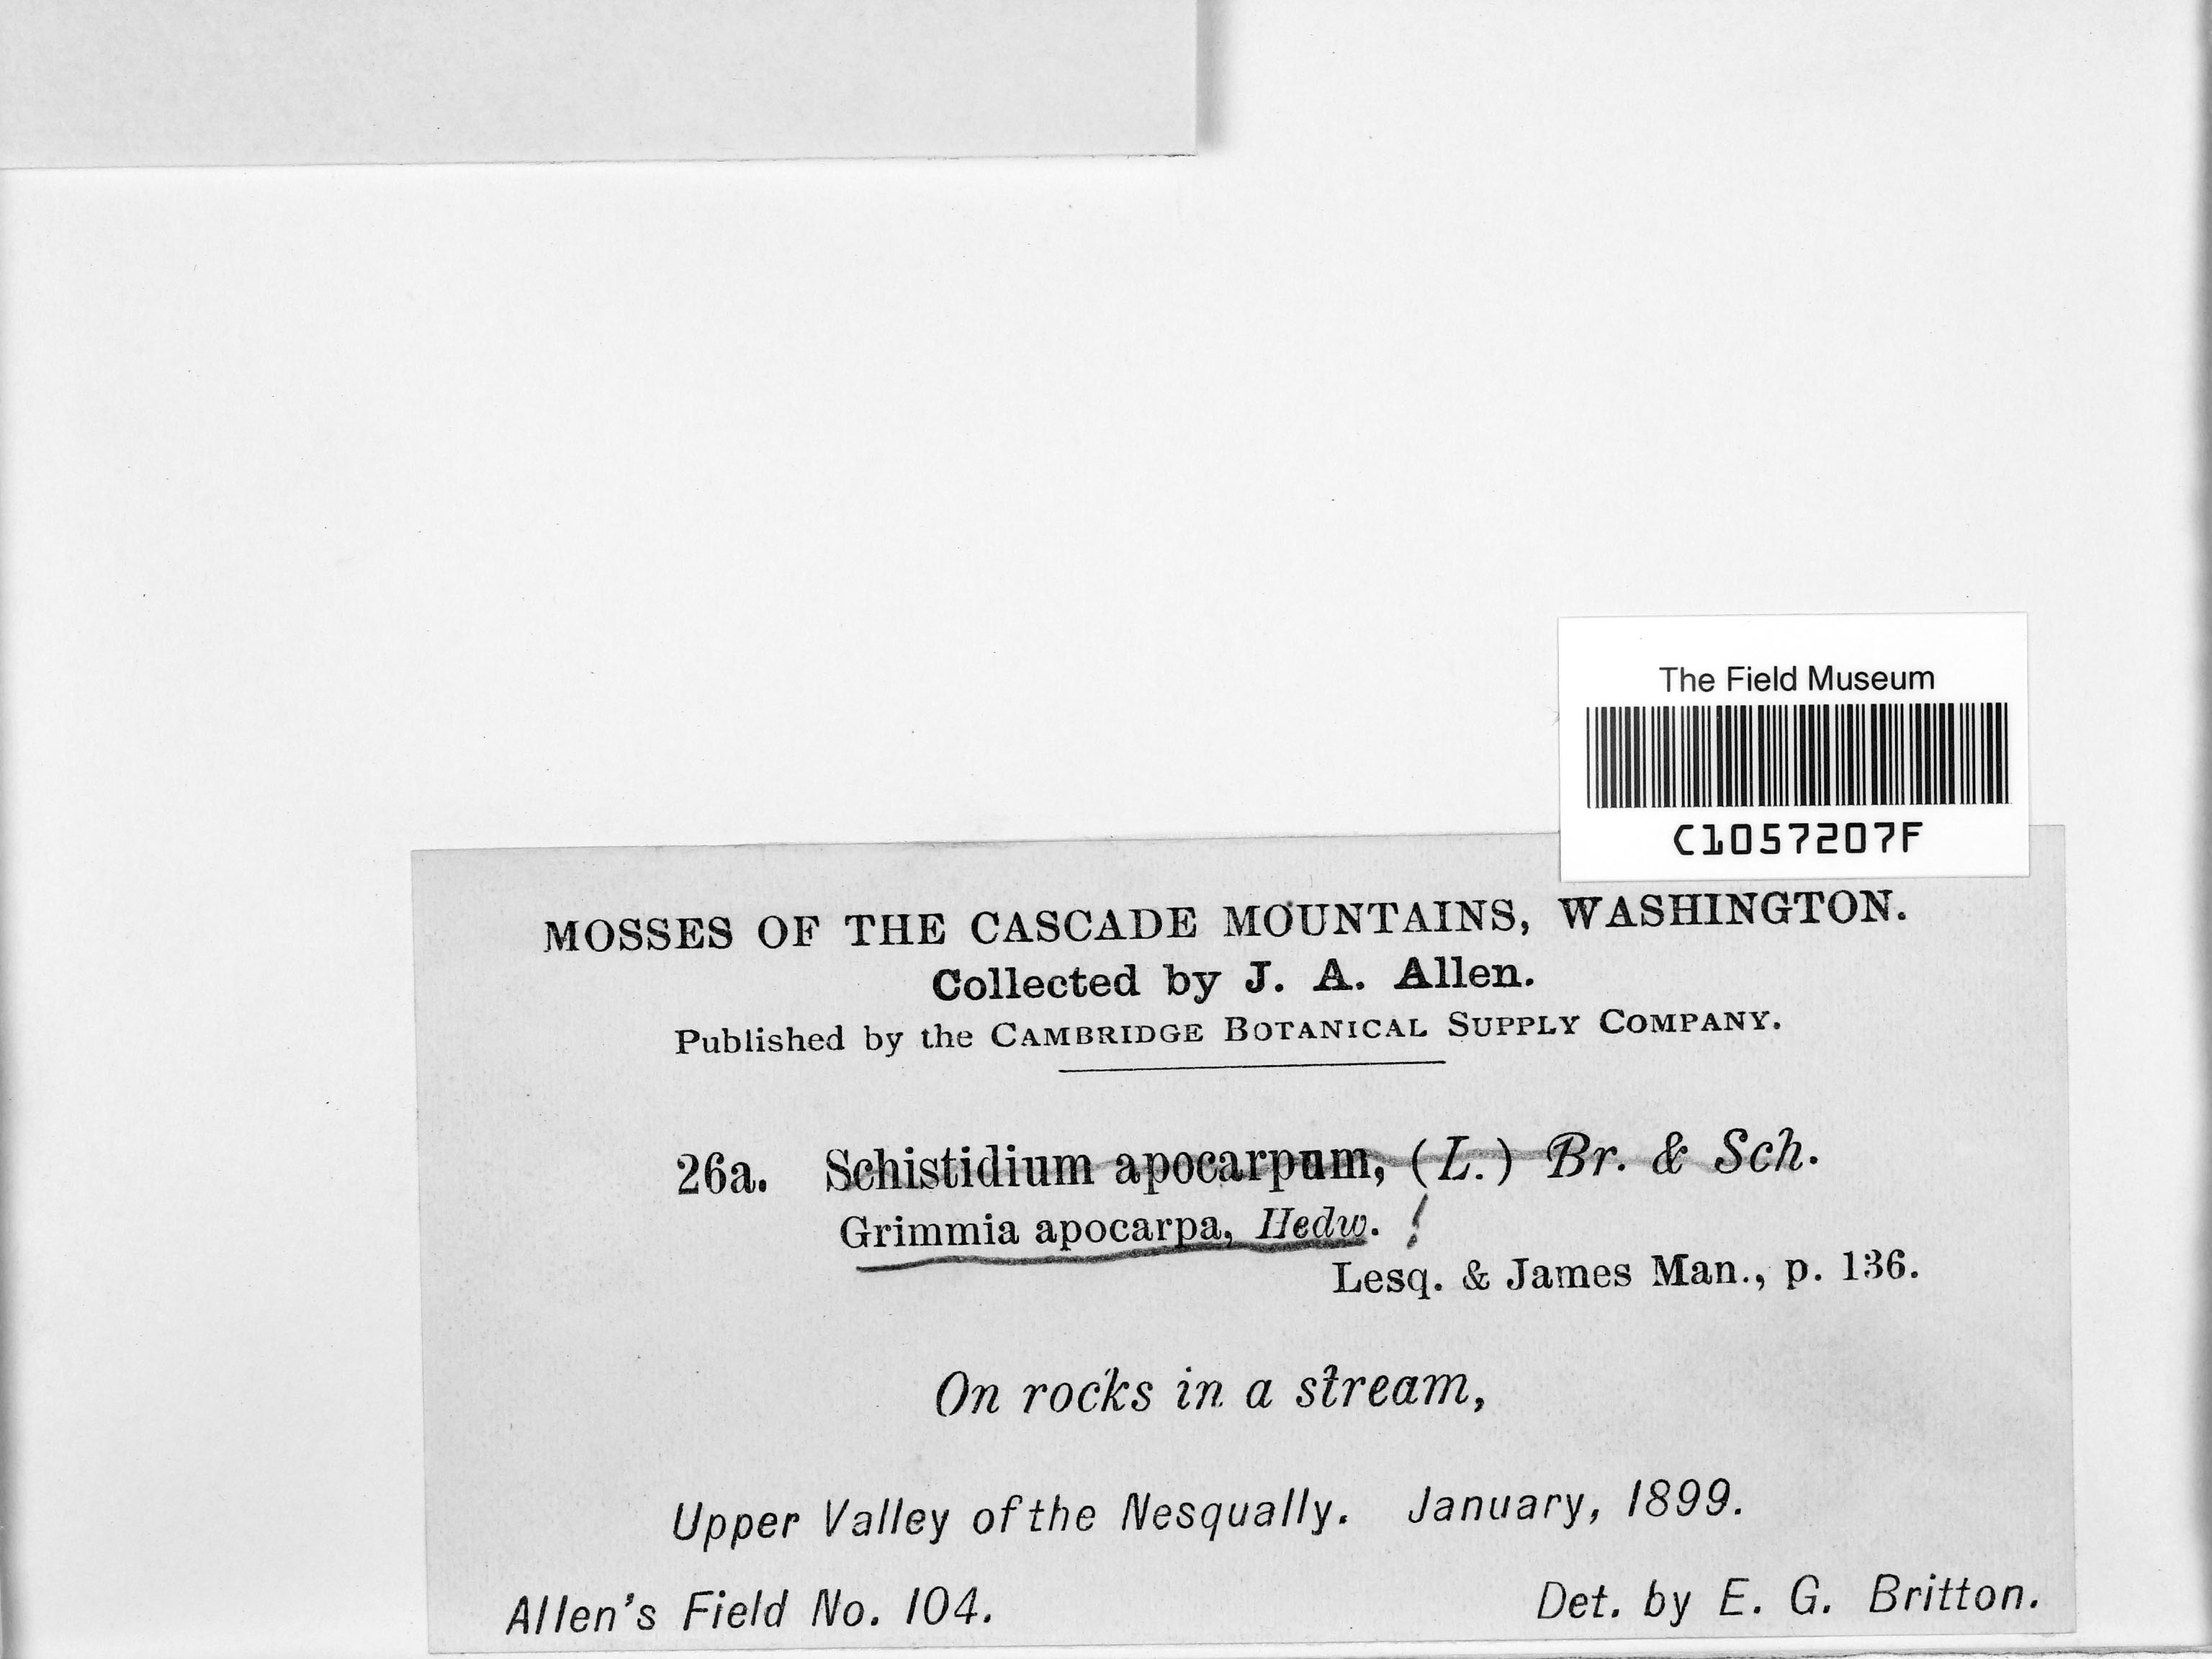 The Field Museum
C1057207F
MOSSES OF THE CASCADE MOUNTAINS, WASHINGTON.
Collected by J. A. Allen.
Published by the CAMBRIDGE BOTANICAL SUPPLY COMPANY.
26a. Schistidium apocarpum, (L.) Br. & Sch.
Grimmia apocarpa, Hedw. !
Lesq. & James Man., p. 136.
On rocks in a stream,
Upper Valley of the Nesqually. January, 1899.
Allen's Field No. 104. Det. by E. G. Britton.